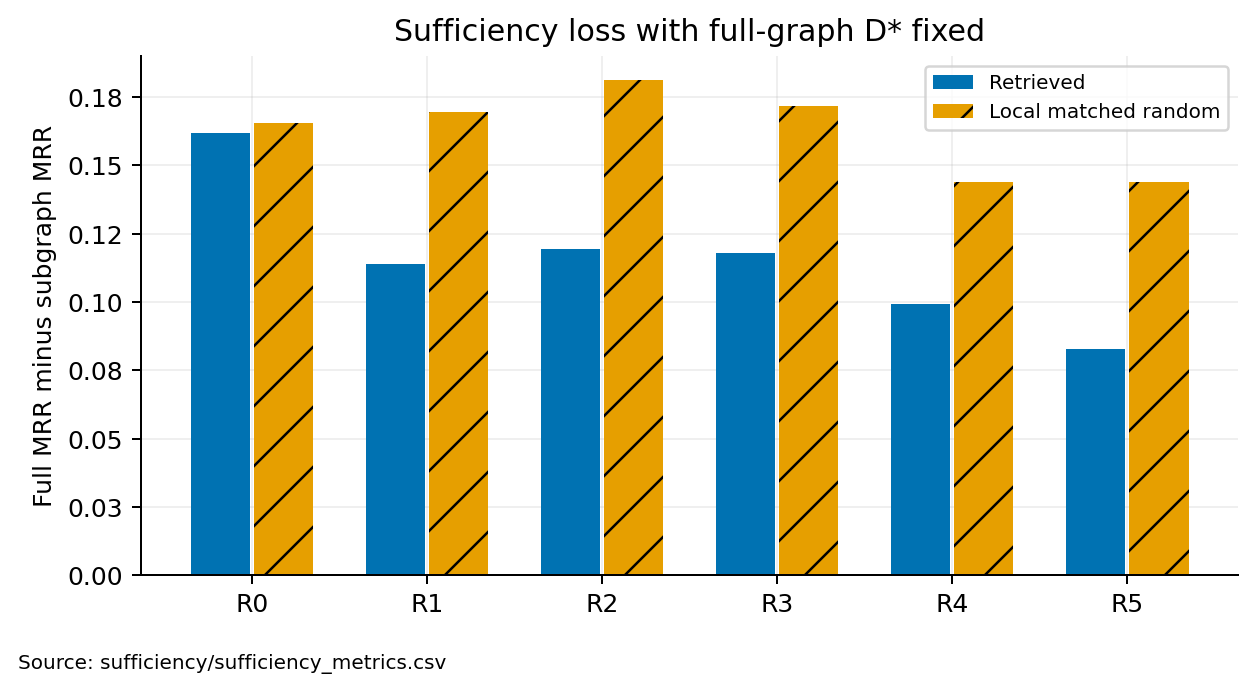 Sufficiency loss with full-graph D* fixed
Retrieved
Local matched random
Full MRR minus subgraph MRR
0.18
0.15
0.12
0.10
0.08
0.05
0.03
0.00
R0 R1 R2 R3 R4 R5
Source: sufficiency/sufficiency_metrics.csv